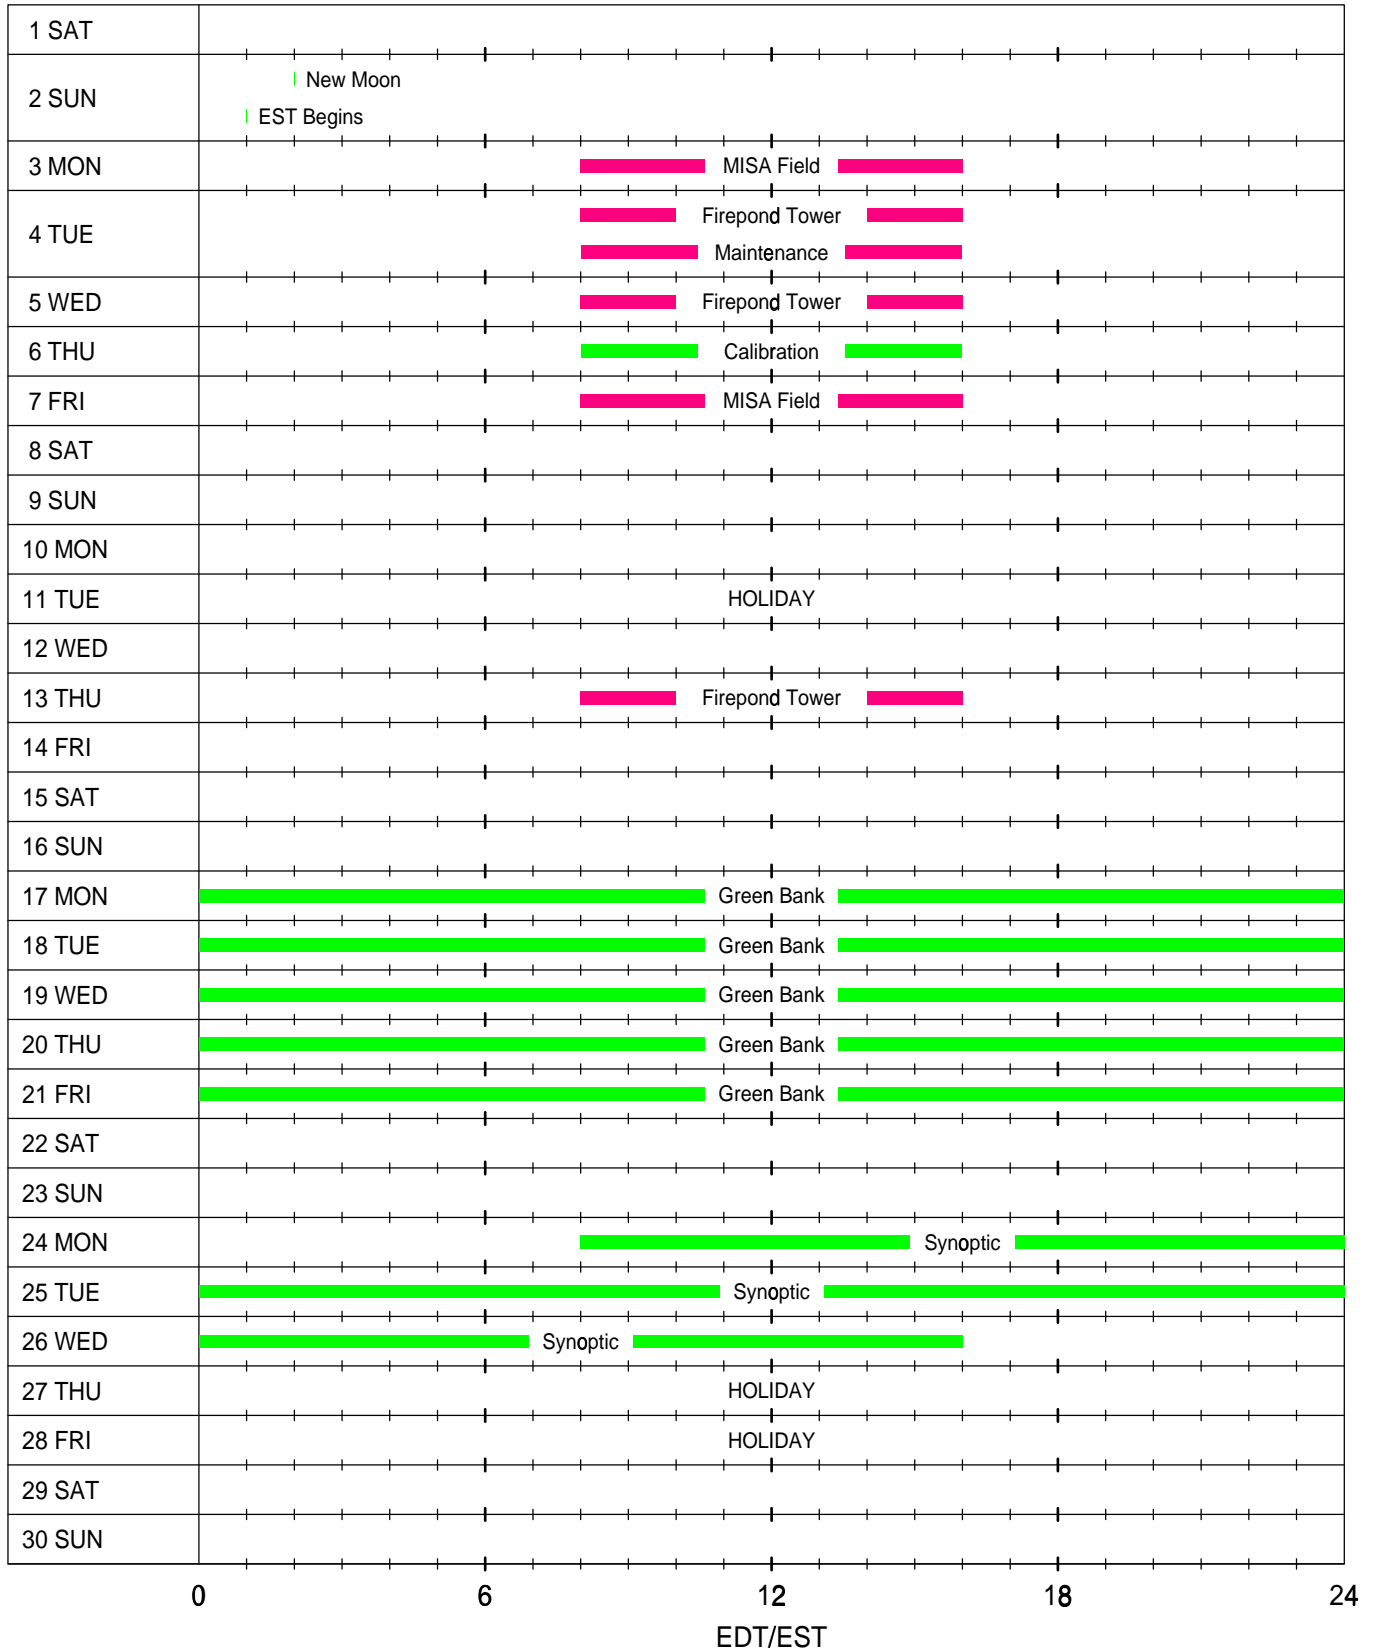 1 SAT
2 SUN
New Moon
EST Begins
3 MON
MISA Field
4 TUE
Firepond Tower
Maintenance
5 WED
Firepond Tower
6 THU
Calibration
7 FRI
MISA Field
8 SAT
9 SUN
10 MON
11 TUE
HOLIDAY
12 WED
13 THU
Firepond Tower
14 FRI
15 SAT
16 SUN
17 MON
Green Bank
18 TUE
Green Bank
19 WED
Green Bank
20 THU
Green Bank
21 FRI
Green Bank
22 SAT
23 SUN
24 MON
Synoptic
25 TUE
Synoptic
26 WED
Synoptic
27 THU
HOLIDAY
28 FRI
HOLIDAY
29 SAT
30 SUN
0 6 12 18 24
EDT/EST